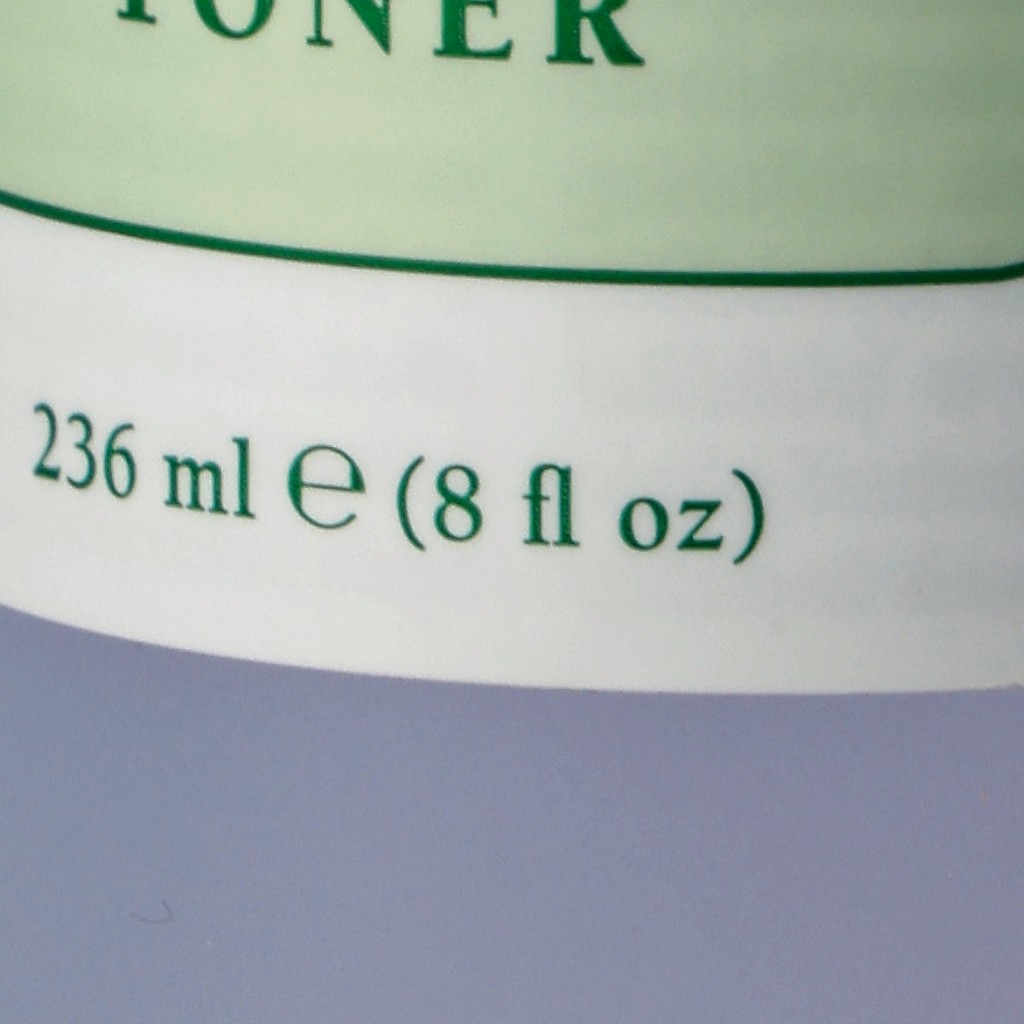 TONER
236 ml ℮ (8 fl oz)